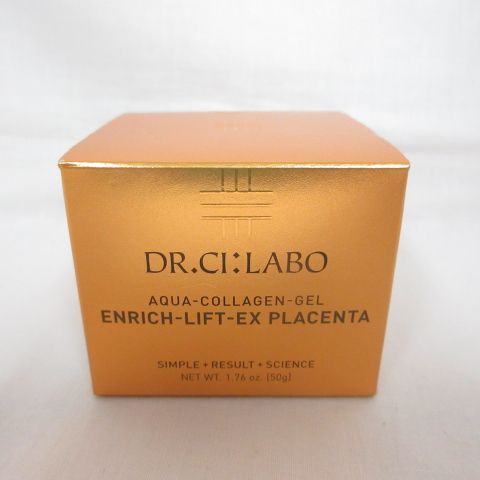 DR.CI:LABO
AQUA-COLLAGEN-GEL
ENRICH-LIFT-EX PLACENTA
SIMPLE + RESULT + SCIENCE
NET WT. 1.76 oz. [50g]